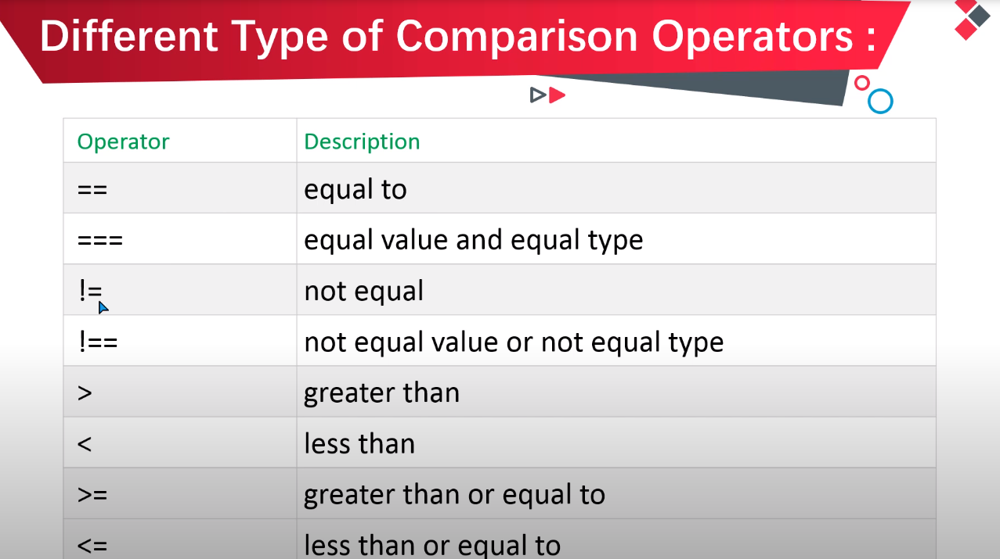 Different Type of Comparison Operators :
Operator Description
== equal to
=== equal value and equal type
!= not equal
!== not equal value or not equal type
> greater than
< less than
>= greater than or equal to
<= less than or equal to